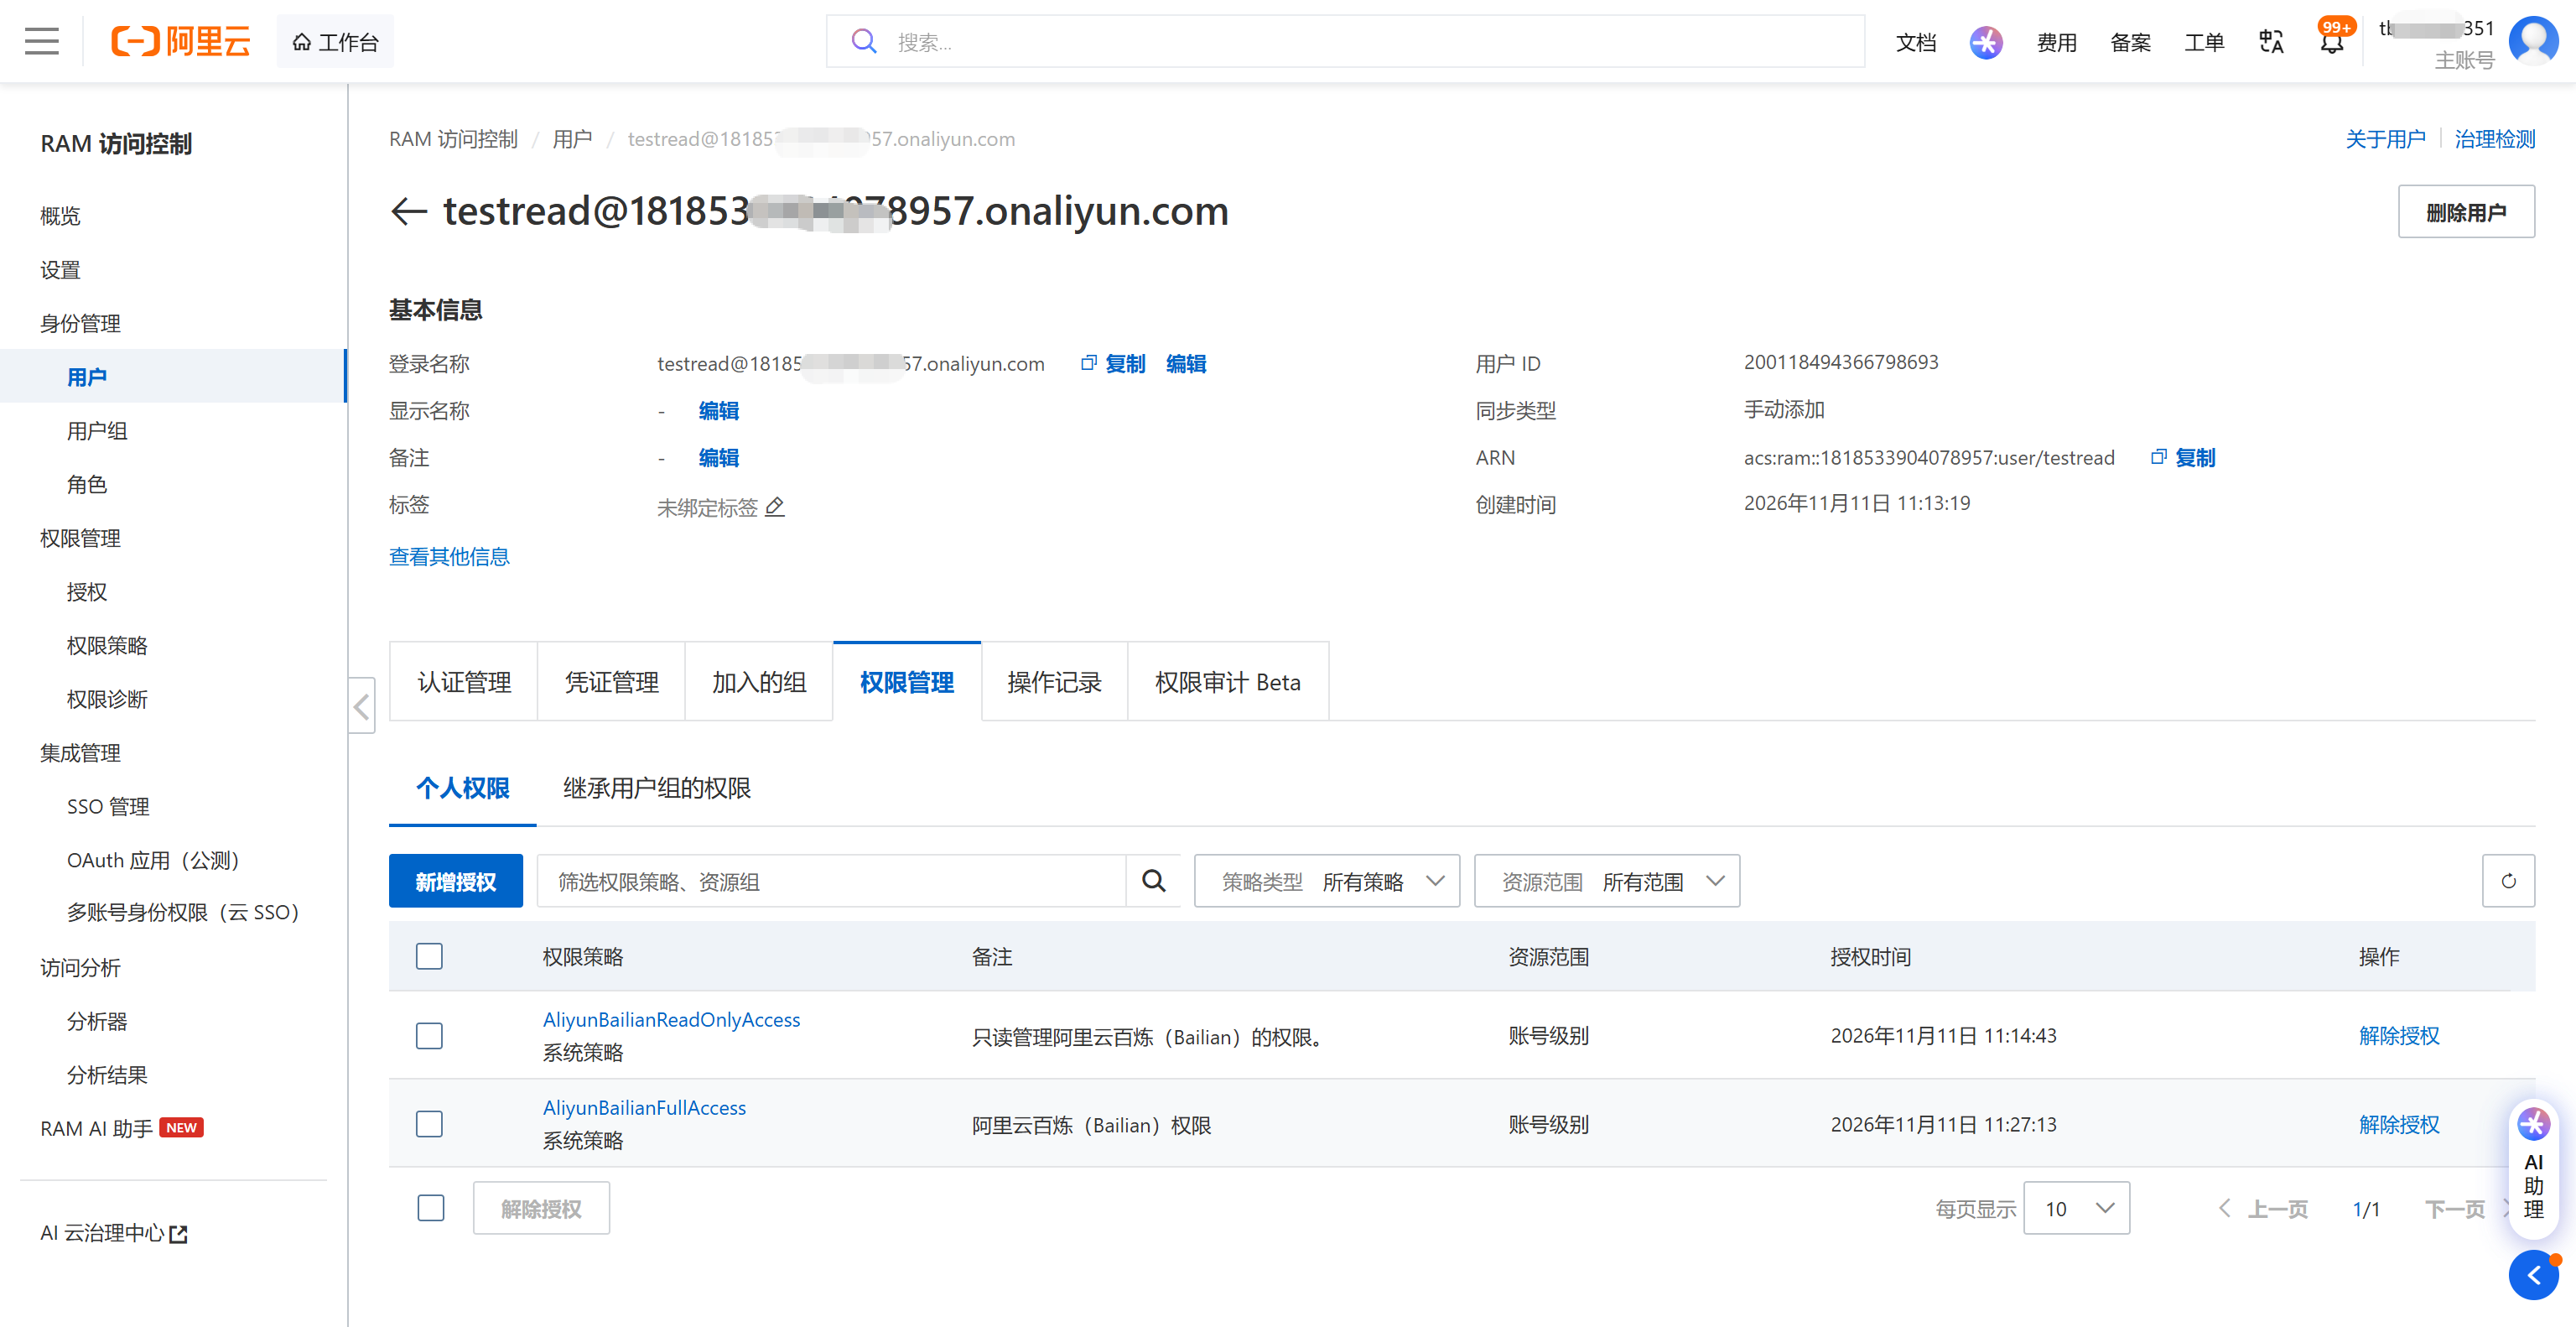 阿里云 工作台 搜索... 文档 费用 备案 工单 99+ 351
主账号
RAM 访问控制
概览
设置
身份管理
用户
用户组
角色
权限管理
授权
权限策略
权限诊断
集成管理
SSO 管理
OAuth 应用（公测）
多账号身份权限（云 SSO）
访问分析
分析器
分析结果
RAM AI 助手 NEW
AI 云治理中心
RAM 访问控制 / 用户 / testread@18185 57.onaliyun.com 关于用户 治理检测
testread@181853 8957.onaliyun.com 删除用户
基本信息
登录名称 testread@18185 57.onaliyun.com 复制 编辑 用户 ID 200118494366798693
显示名称 - 编辑 同步类型 手动添加
备注 - 编辑 ARN acs:ram::1818533904078957:user/testread 复制
标签 未绑定标签 创建时间 2026年11月11日 11:13:19
查看其他信息
认证管理 凭证管理 加入的组 权限管理 操作记录 权限审计 Beta
个人权限 继承用户组的权限
新增授权 筛选权限策略、资源组 策略类型 所有策略 资源范围 所有范围
权限策略 备注 资源范围 授权时间 操作
AliyunBailianReadOnlyAccess
系统策略 只读管理阿里云百炼（Bailian）的权限。 账号级别 2026年11月11日 11:14:43 解除授权
AliyunBailianFullAccess
系统策略 阿里云百炼（Bailian）权限 账号级别 2026年11月11日 11:27:13 解除授权
解除授权 每页显示 10 上一页 1/1 下一页
AI
助
理